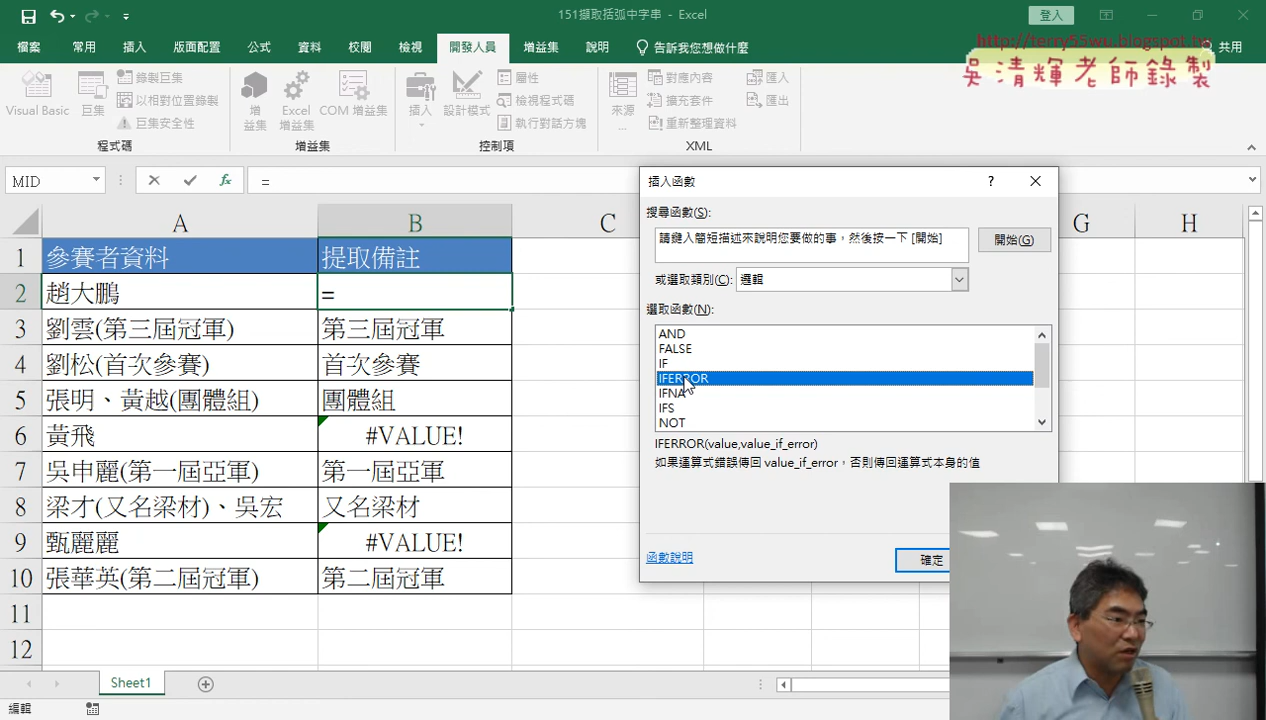 151擷取括弧中字串 - Excel
登入
檔案 常用 插入 版面配置 公式 資料 校閱 檢視 開發人員 增益集 說明 告訴我您想做什麼 共用
http://terry55wu.blogspot.tw
吳清輝老師錄製
Visual Basic
巨集
錄製巨集
以相對位置錄製
巨集安全性
程式碼
增益集
Excel 增益集
COM 增益集
增益集
插入
設計模式
屬性
檢視程式碼
執行對話方塊
控制項
來源...
對應內容
擴充套件
重新整理資料
匯入
匯出
XML
MID
fx
=
A B C G H
1 參賽者資料 提取備註
2 趙大鵬 =
3 劉雲(第三屆冠軍) 第三屆冠軍
4 劉松(首次參賽) 首次參賽
5 張明、黃越(團體組) 團體組
6 黃飛 #VALUE!
7 吳申麗(第一屆亞軍) 第一屆亞軍
8 梁才(又名梁材)、吳宏 又名梁材
9 甄麗麗 #VALUE!
10 張華英(第二屆冠軍) 第二屆冠軍
11
12
插入函數
?
搜尋函數(S):
請鍵入簡短描述來說明您要做的事，然後按一下 [開始]
開始(G)
或選取類別(C): 邏輯
選取函數(N):
AND
FALSE
IF
IFERROR
IFNA
IFS
NOT
IFERROR(value,value_if_error)
如果運算式錯誤傳回 value_if_error，否則傳回運算式本身的值
函數說明
確定
Sheet1
編輯